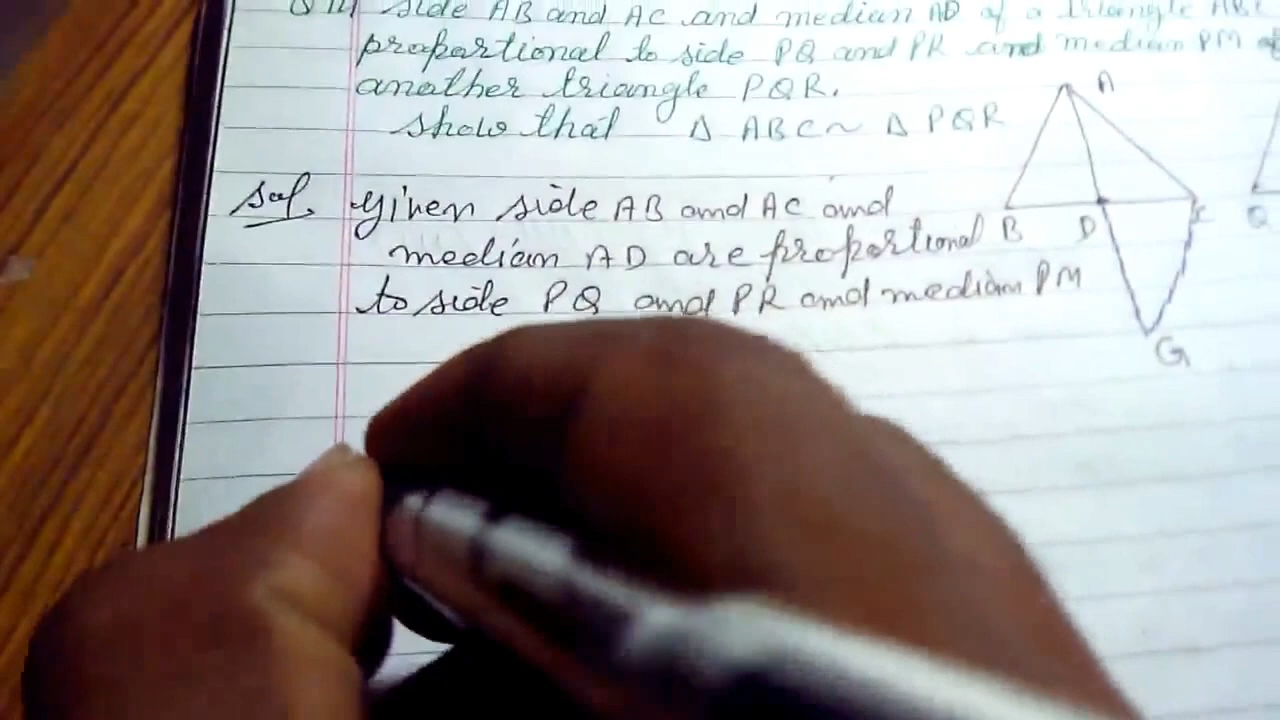 side AB and AC and median AD of a triangle ABC
proportional to side PQ and PR and median PM of
another triangle PQR.
show that Δ ABC ~ Δ PQR
Sol. Given side AB and AC and
median AD are proportional
to side PQ and PR and median PM
A
B
D
C
G
Q